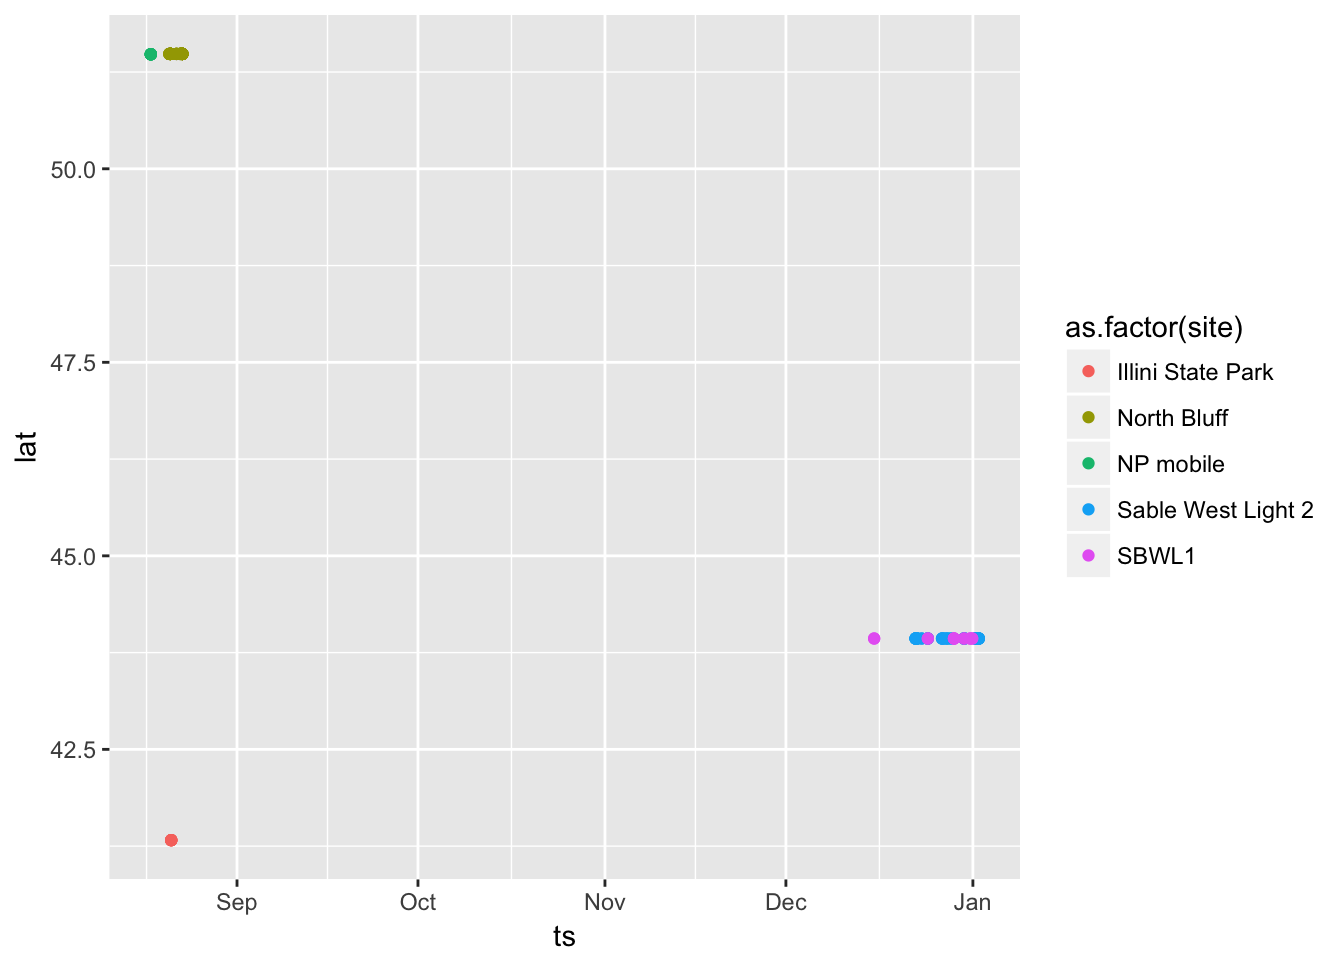 50.0
47.5
45.0
42.5
lat
Sep Oct Nov Dec Jan
ts
as.factor(site)
Illini State Park
North Bluff
NP mobile
Sable West Light 2
SBWL1